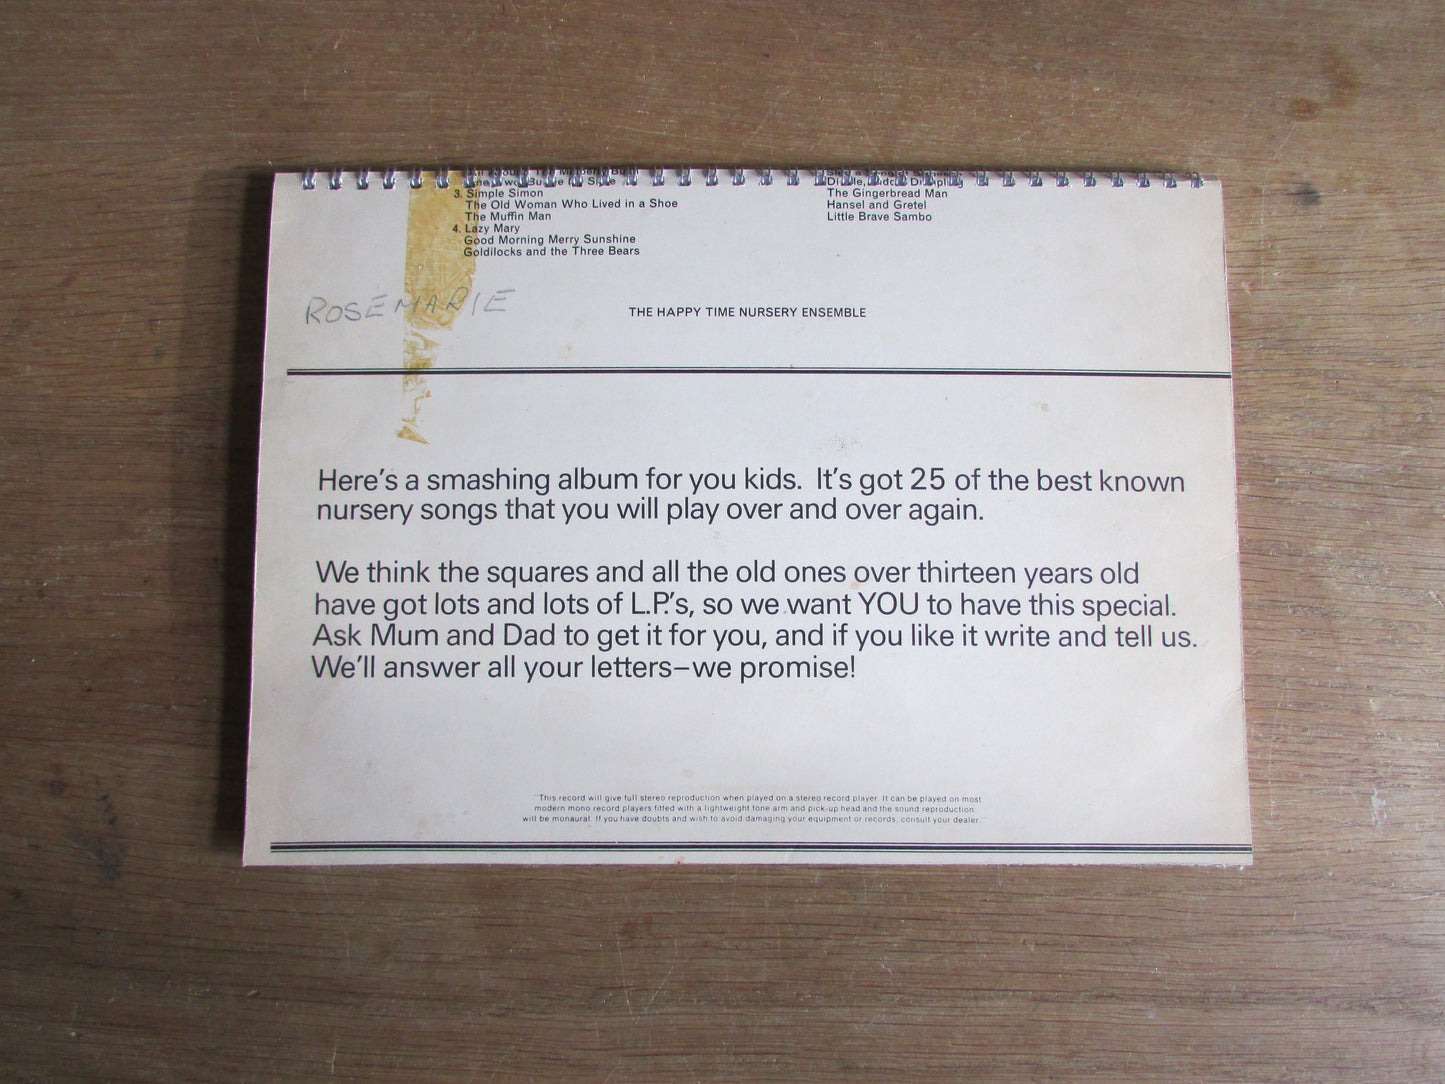 3. Simple Simon
The Old Woman Who Lived in a Shoe
The Muffin Man
4. Lazy Mary
Good Morning Merry Sunshine
Goldilocks and the Three Bears
The Gingerbread Man
Hansel and Gretel
Little Brave Sambo
ROSEMARIE
THE HAPPY TIME NURSERY ENSEMBLE
Here's a smashing album for you kids. It's got 25 of the best known
nursery songs that you will play over and over again.
We think the squares and all the old ones over thirteen years old
have got lots and lots of L.P.'s, so we want YOU to have this special.
Ask Mum and Dad to get it for you, and if you like it write and tell us.
We'll answer all your letters–we promise!
"This record will give full stereo reproduction when played on a stereo record player. It can be played on most
modern mono record players fitted with a lightweight tone arm and pick-up head and the sound reproduction
will be monaural. If you have doubts and wish to avoid damaging your equipment or records, consult your dealer."